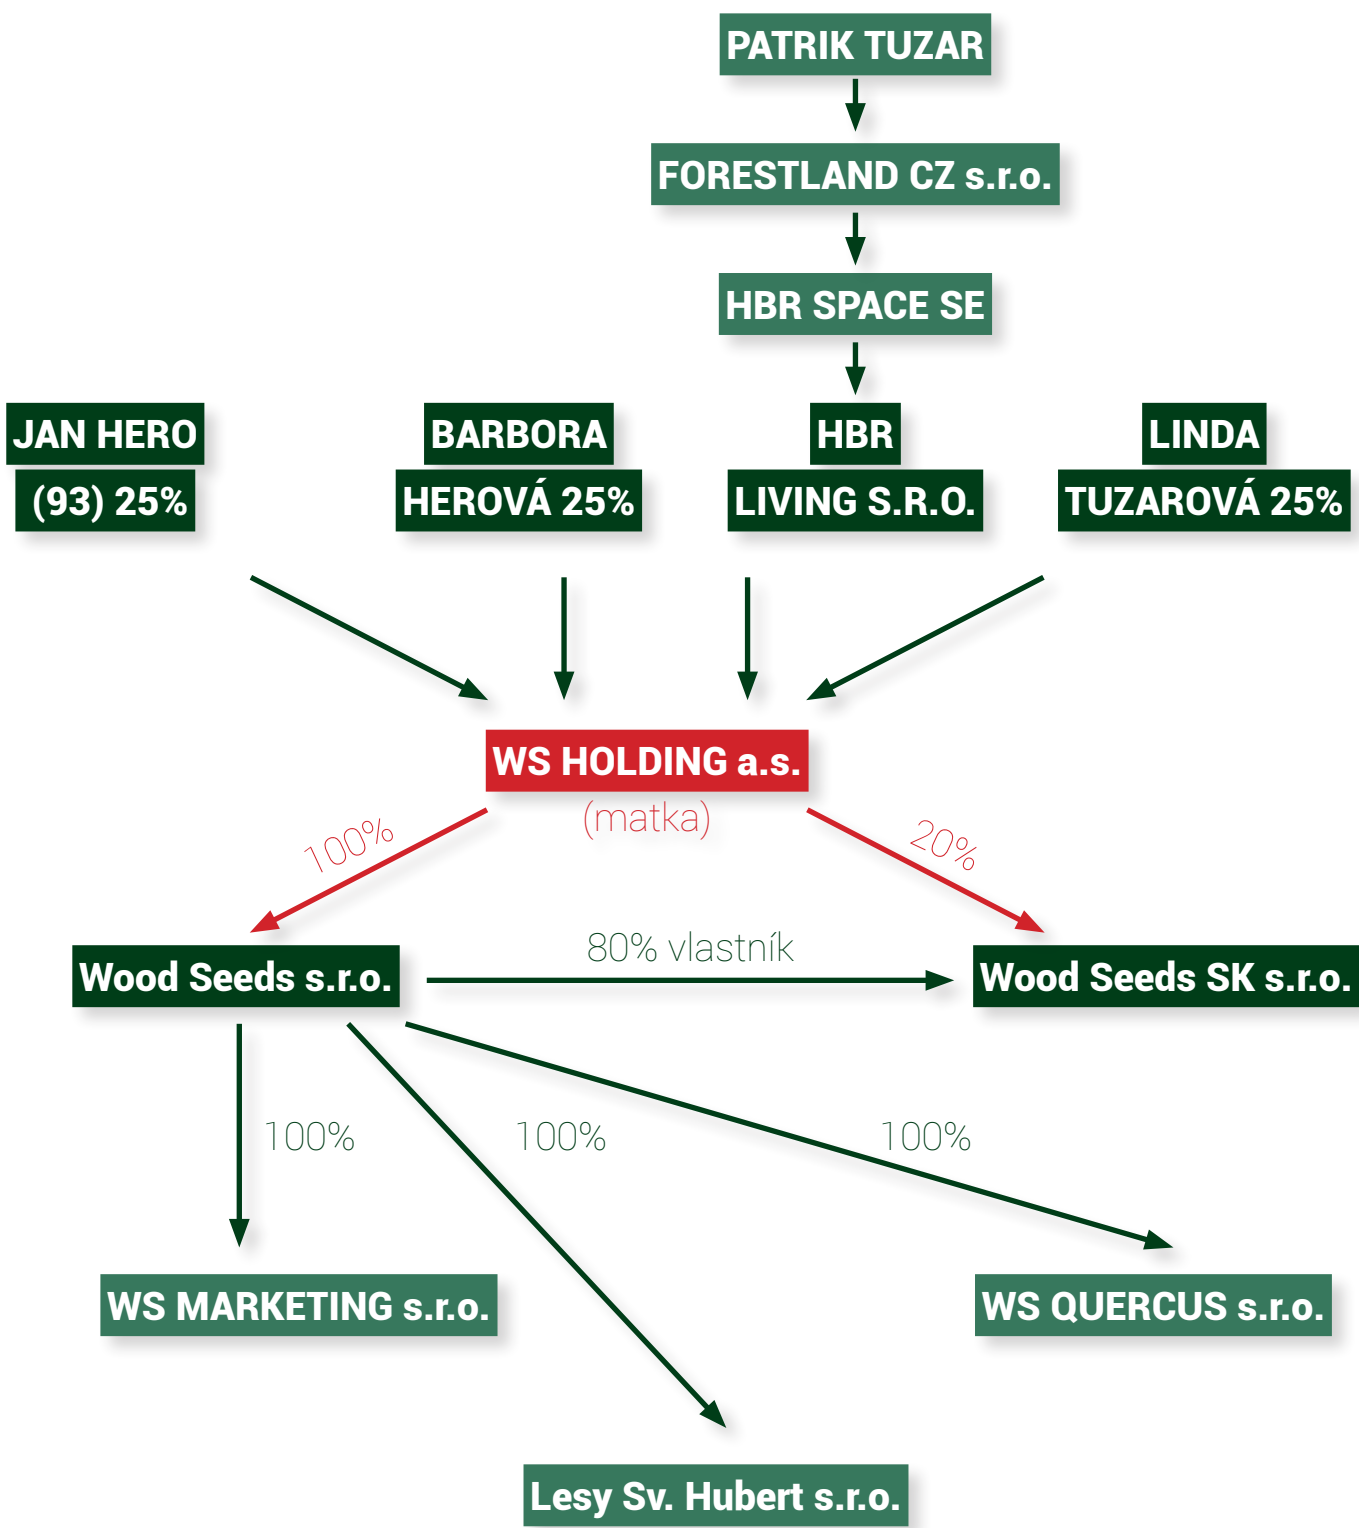 PATRIK TUZAR
FORESTLAND CZ s.r.o.
HBR SPACE SE
JAN HERO
(93) 25%
BARBORA
HEROVÁ 25%
HBR
LIVING S.R.O.
LINDA
TUZAROVÁ 25%
WS HOLDING a.s.
(matka)
100%
20%
Wood Seeds s.r.o.
80% vlastník
Wood Seeds SK s.r.o.
100%
100%
100%
WS MARKETING s.r.o.
WS QUERCUS s.r.o.
Lesy Sv. Hubert s.r.o.